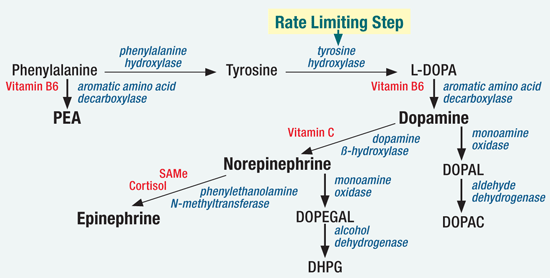 Rate Limiting Step
phenylalanine
hydroxylase
tyrosine
hydroxylase
Phenylalanine
Tyrosine
L-DOPA
Vitamin B6
aromatic amino acid
decarboxylase
Vitamin B6
aromatic amino acid
decarboxylase
PEA
Dopamine
Vitamin C
dopamine
ß-hydroxylase
monoamine
oxidase
Norepinephrine
DOPAL
SAMe
Cortisol
phenylethanolamine
N-methyltransferase
monoamine
oxidase
aldehyde
dehydrogenase
Epinephrine
DOPEGAL
DOPAC
alcohol
dehydrogenase
DHPG